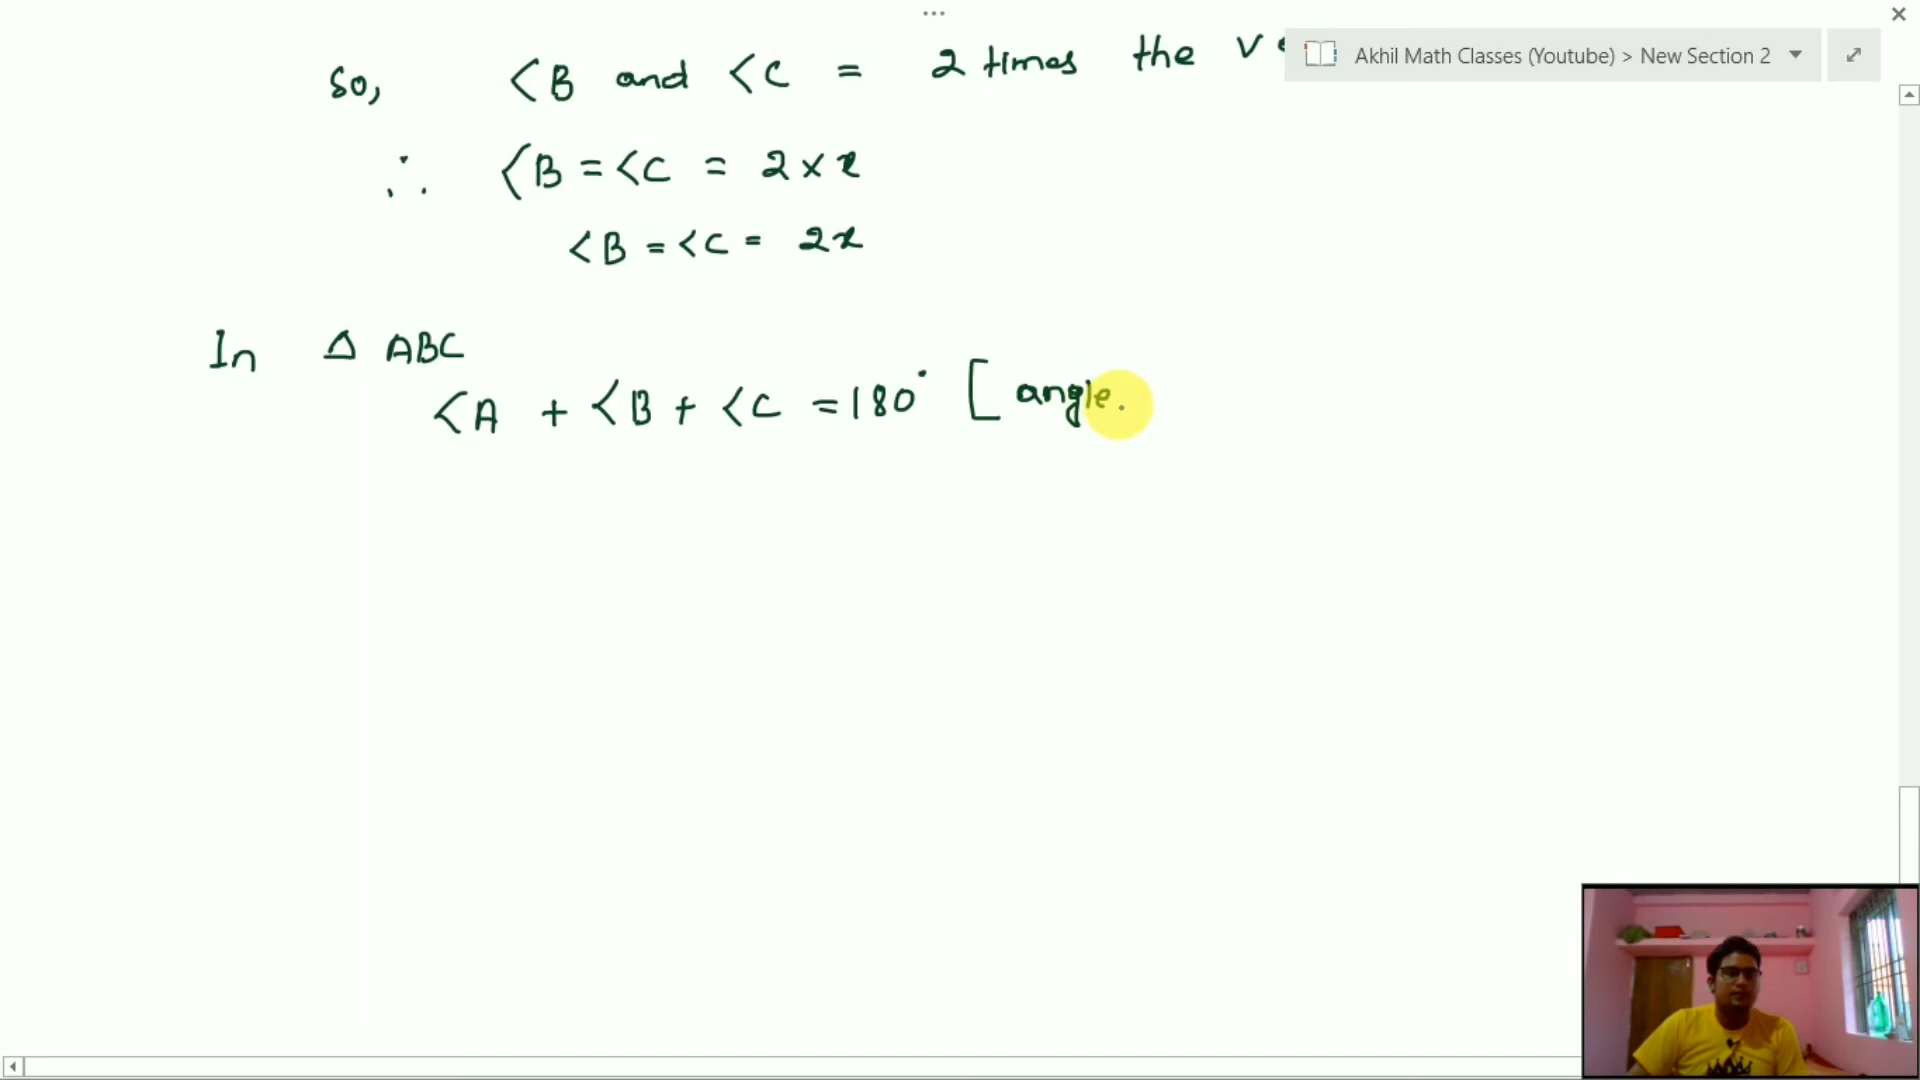 So, <B and <C = 2 times the
Akhil Math Classes (Youtube) > New Section 2
∴ <B = <C = 2 × x
<B = <C = 2x
In Δ ABC
<A + <B + <C = 180° [ angle